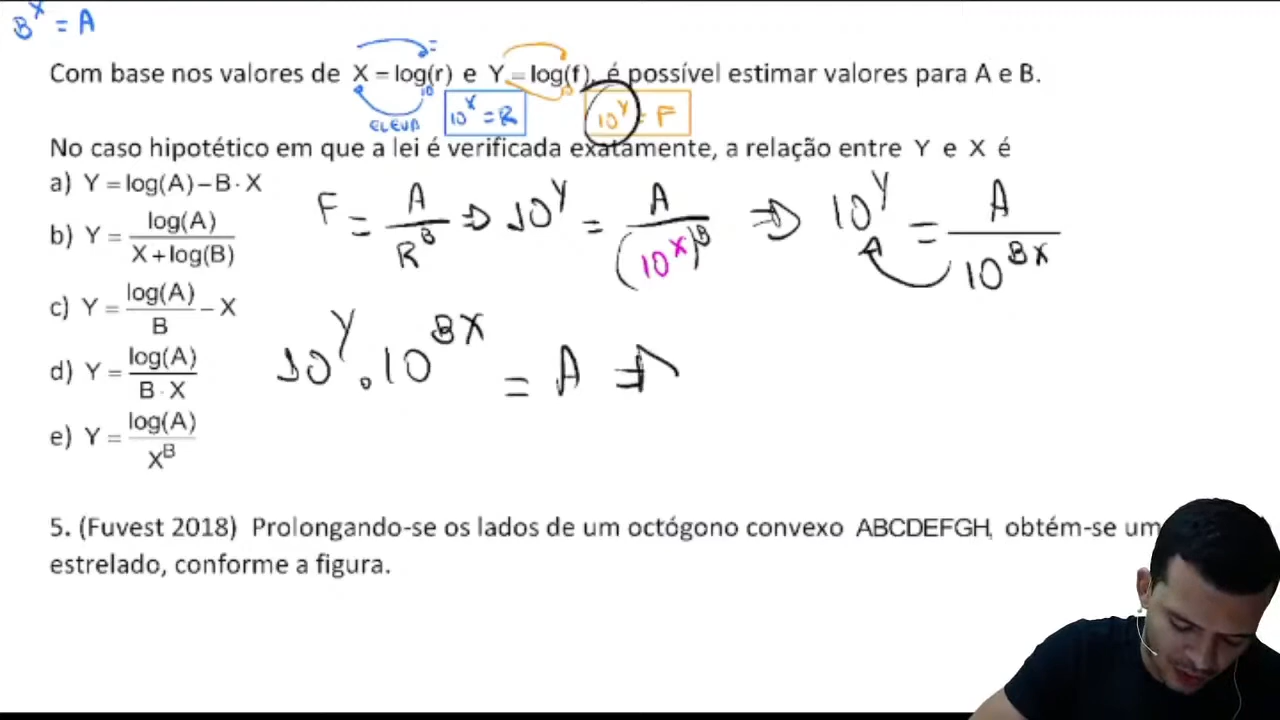 B^X = A
Com base nos valores de X = log(r) e Y = log(f), é possível estimar valores para A e B.
10 10
ELEVA 10^X = R 10^Y = F
No caso hipotético em que a lei é verificada exatamente, a relação entre Y e X é
a) Y = log(A) – B · X
b) Y = log(A) / (X + log(B))
c) Y = log(A) / B – X
d) Y = log(A) / (B · X)
e) Y = log(A) / X^B
F = A / R^B ⇒ 10^Y = A / (10^X)^B ⇒ 10^Y = A / 10^BX
10^Y . 10^BX = A ⇒
5. (Fuvest 2018) Prolongando-se os lados de um octógono convexo ABCDEFGH, obtém-se um
estrelado, conforme a figura.